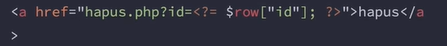 <a href="hapus.php?id=<?= $row["id"]; ?>">hapus</a
>